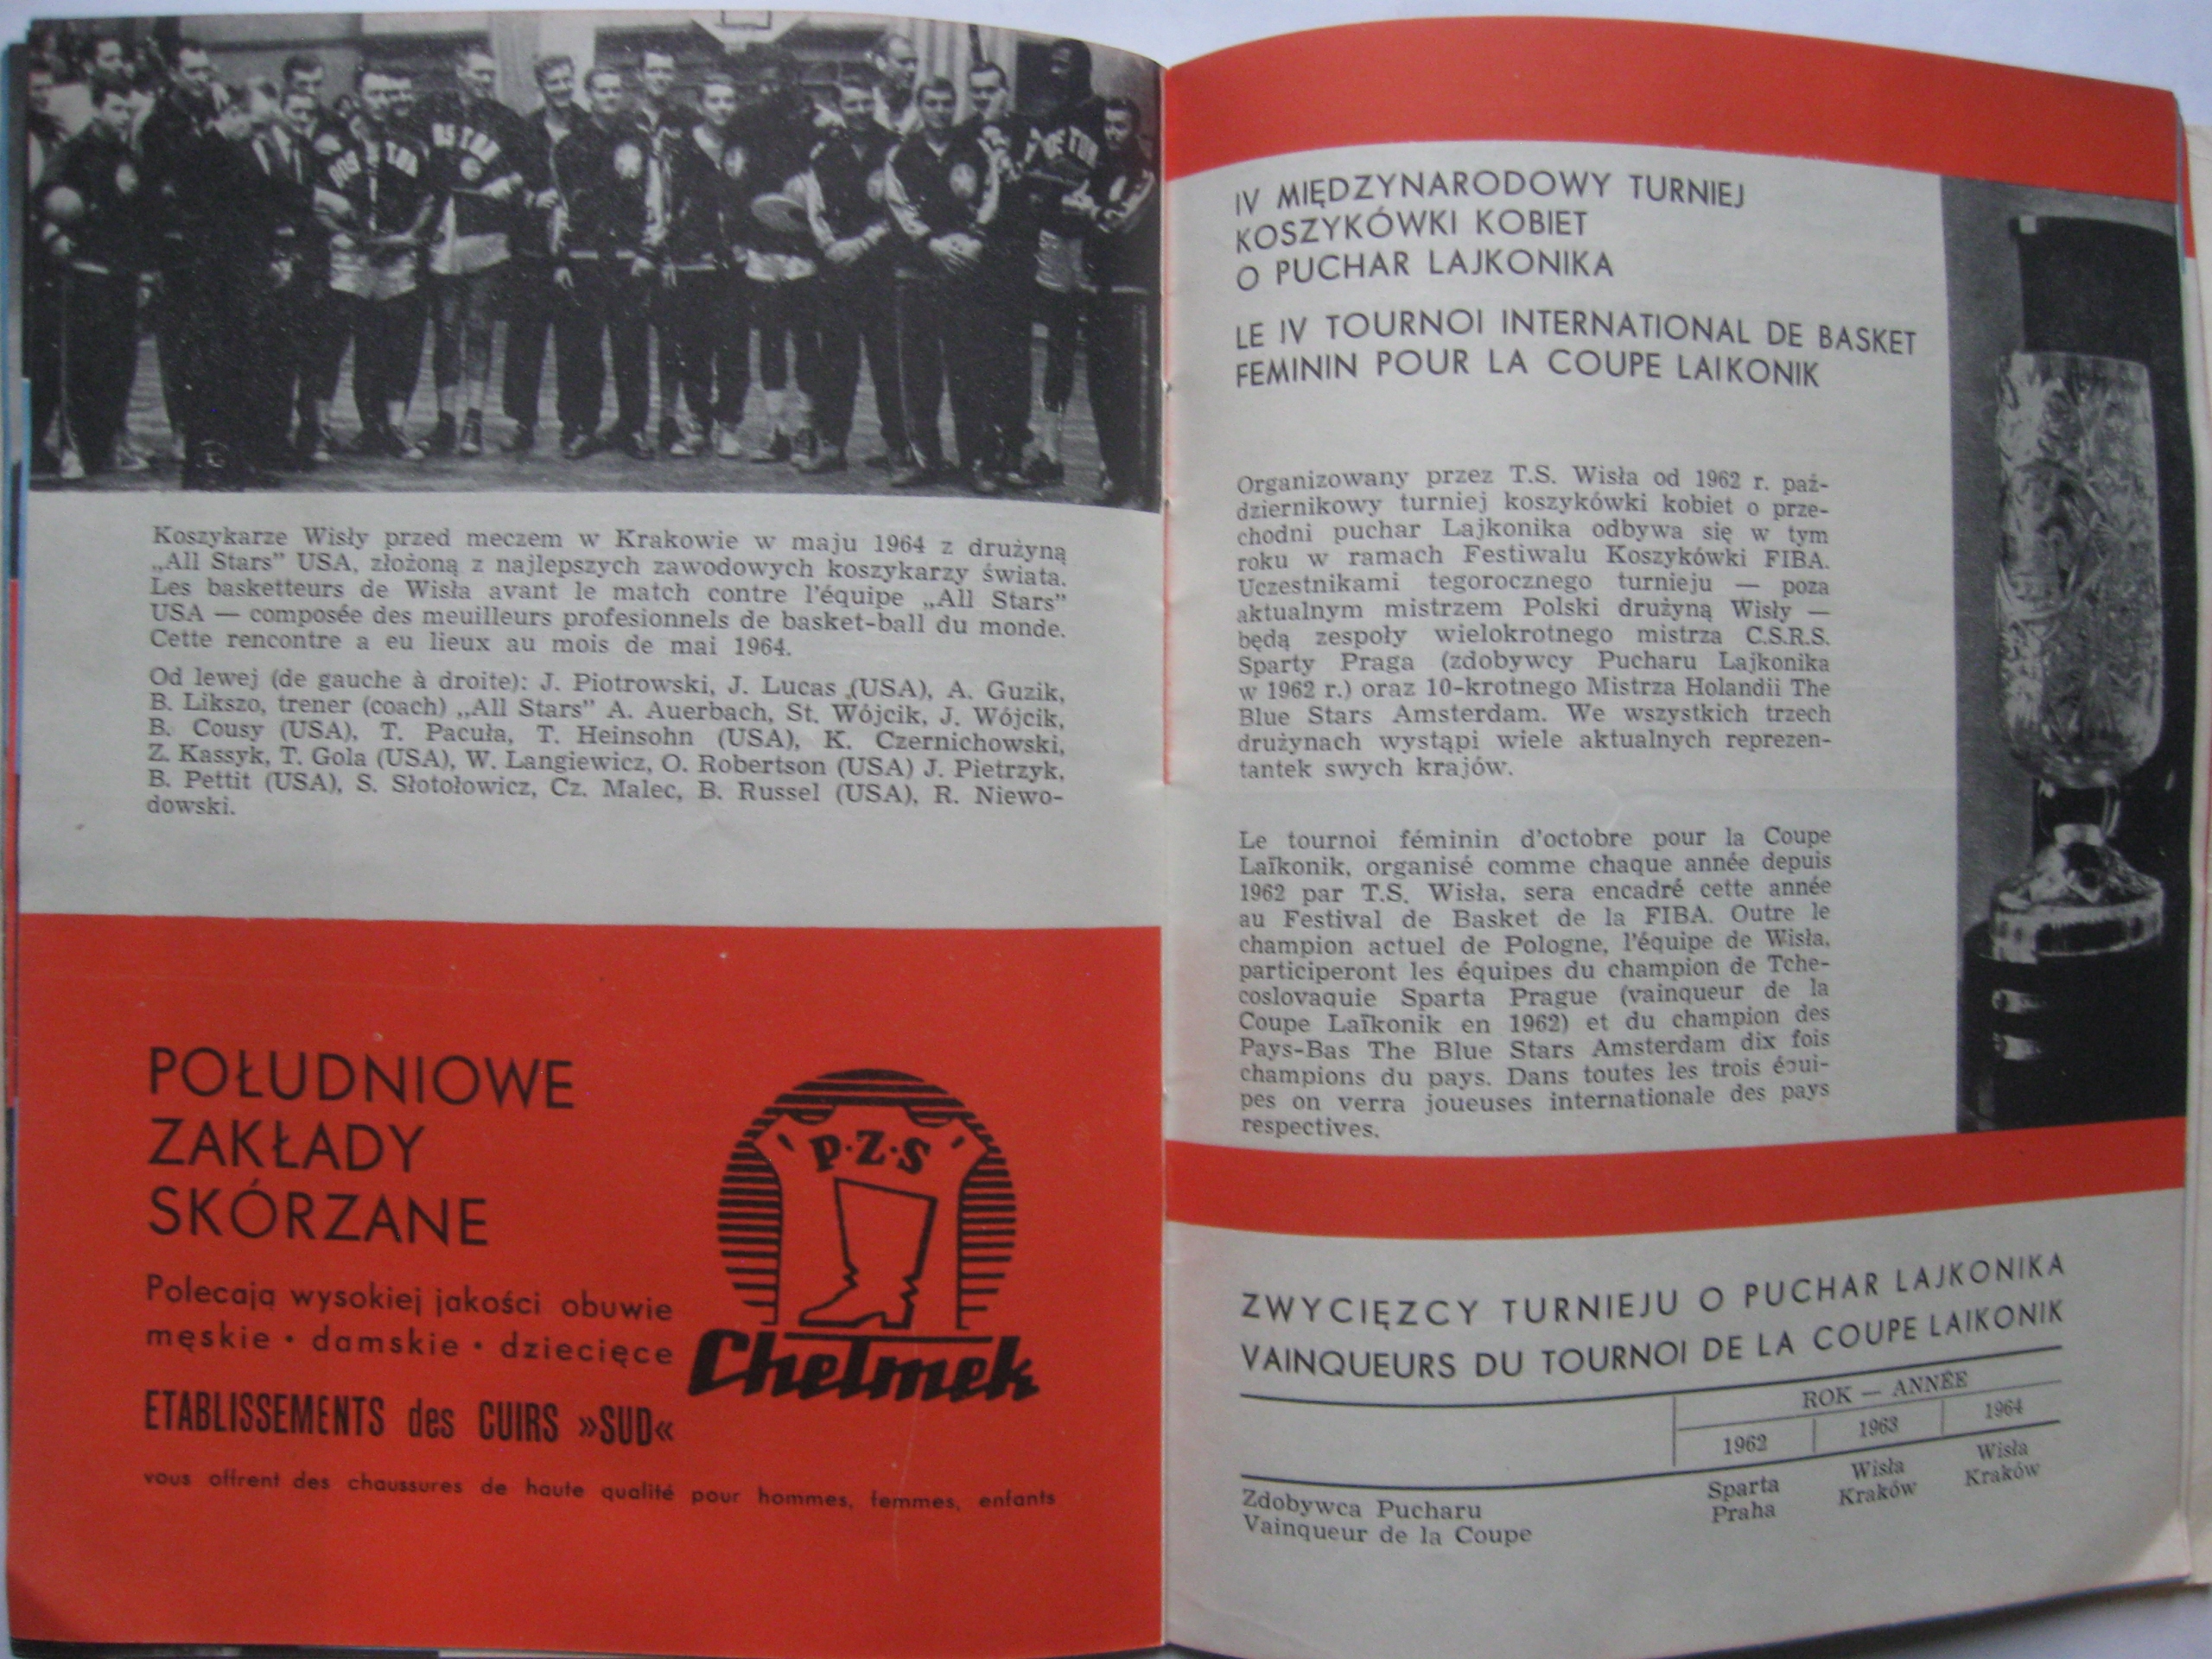 BOSTON
OSTON
Koszykarze Wisły przed meczem w Krakowie w maju 1964 z drużyną
„All Stars” USA, złożoną z najlepszych zawodowych koszykarzy świata.
Les basketteurs de Wisła avant le match contre l'équipe „All Stars”
USA — composée des meuilleurs profesionnels de basket-ball du monde.
Cette rencontre a eu lieux au mois de mai 1964.
Od lewej (de gauche à droite): J. Piotrowski, J. Lucas (USA), A. Guzik,
B. Likszo, trener (coach) „All Stars” A. Auerbach, St. Wójcik, J. Wójcik,
B. Cousy (USA), T. Pacuła, T. Heinsohn (USA), K. Czernichowski,
Z. Kassyk, T. Gola (USA), W. Langiewicz, O. Robertson (USA) J. Pietrzyk,
B. Pettit (USA), S. Słotołowicz, Cz. Malec, B. Russel (USA), R. Niewo-
dowski.
POŁUDNIOWE
ZAKŁADY
SKÓRZANE
Polecają wysokiej jakości obuwie
męskie • damskie • dziecięce
ETABLISSEMENTS des CUIRS »SUD«
vous offrent des chaussures de haute qualité pour hommes, femmes, enfants
P·Z·S
Chełmek
IV MIĘDZYNARODOWY TURNIEJ
KOSZYKÓWKI KOBIET
O PUCHAR LAJKONIKA
LE IV TOURNOI INTERNATIONAL DE BASKET
FEMININ POUR LA COUPE LAIKONIK
Organizowany przez T.S. Wisła od 1962 r. paź-
dziernikowy turniej koszykówki kobiet o prze-
chodni puchar Lajkonika odbywa się w tym
roku w ramach Festiwalu Koszykówki FIBA.
Uczestnikami tegorocznego turnieju — poza
aktualnym mistrzem Polski drużyną Wisły —
będą zespoły wielokrotnego mistrza C.S.R.S.
Sparty Praga (zdobywcy Pucharu Lajkonika
w 1962 r.) oraz 10-krotnego Mistrza Holandii The
Blue Stars Amsterdam. We wszystkich trzech
drużynach wystąpi wiele aktualnych reprezen-
tantek swych krajów.
Le tournoi féminin d'octobre pour la Coupe
Laïkonik, organisé comme chaque année depuis
1962 par T.S. Wisła, sera encadré cette année
au Festival de Basket de la FIBA. Outre le
champion actuel de Pologne, l'équipe de Wisła,
participeront les équipes du champion de Tche-
coslovaquie Sparta Prague (vainqueur de la
Coupe Laïkonik en 1962) et du champion des
Pays-Bas The Blue Stars Amsterdam dix fois
champions du pays. Dans toutes les trois équi-
pes on verra joueuses internationale des pays
respectives.
ZWYCIĘZCY TURNIEJU O PUCHAR LAJKONIKA
VAINQUEURS DU TOURNOI DE LA COUPE LAIKONIK
ROK — ANNÉE
1962 1963 1964
Zdobywca Pucharu Sparta Wisła Wisła
Vainqueur de la Coupe Praha Kraków Kraków